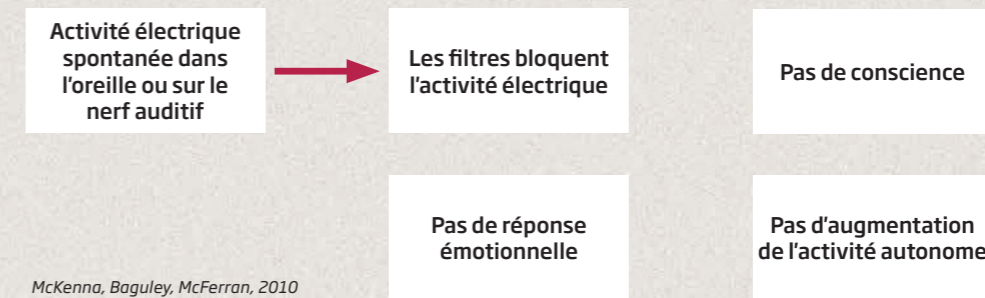 Activité électrique
spontanée dans
l'oreille ou sur le
nerf auditif
Les filtres bloquent
l'activité électrique
Pas de conscience
Pas de réponse
émotionnelle
Pas d'augmentation
de l'activité autonome
McKenna, Baguley, McFerran, 2010